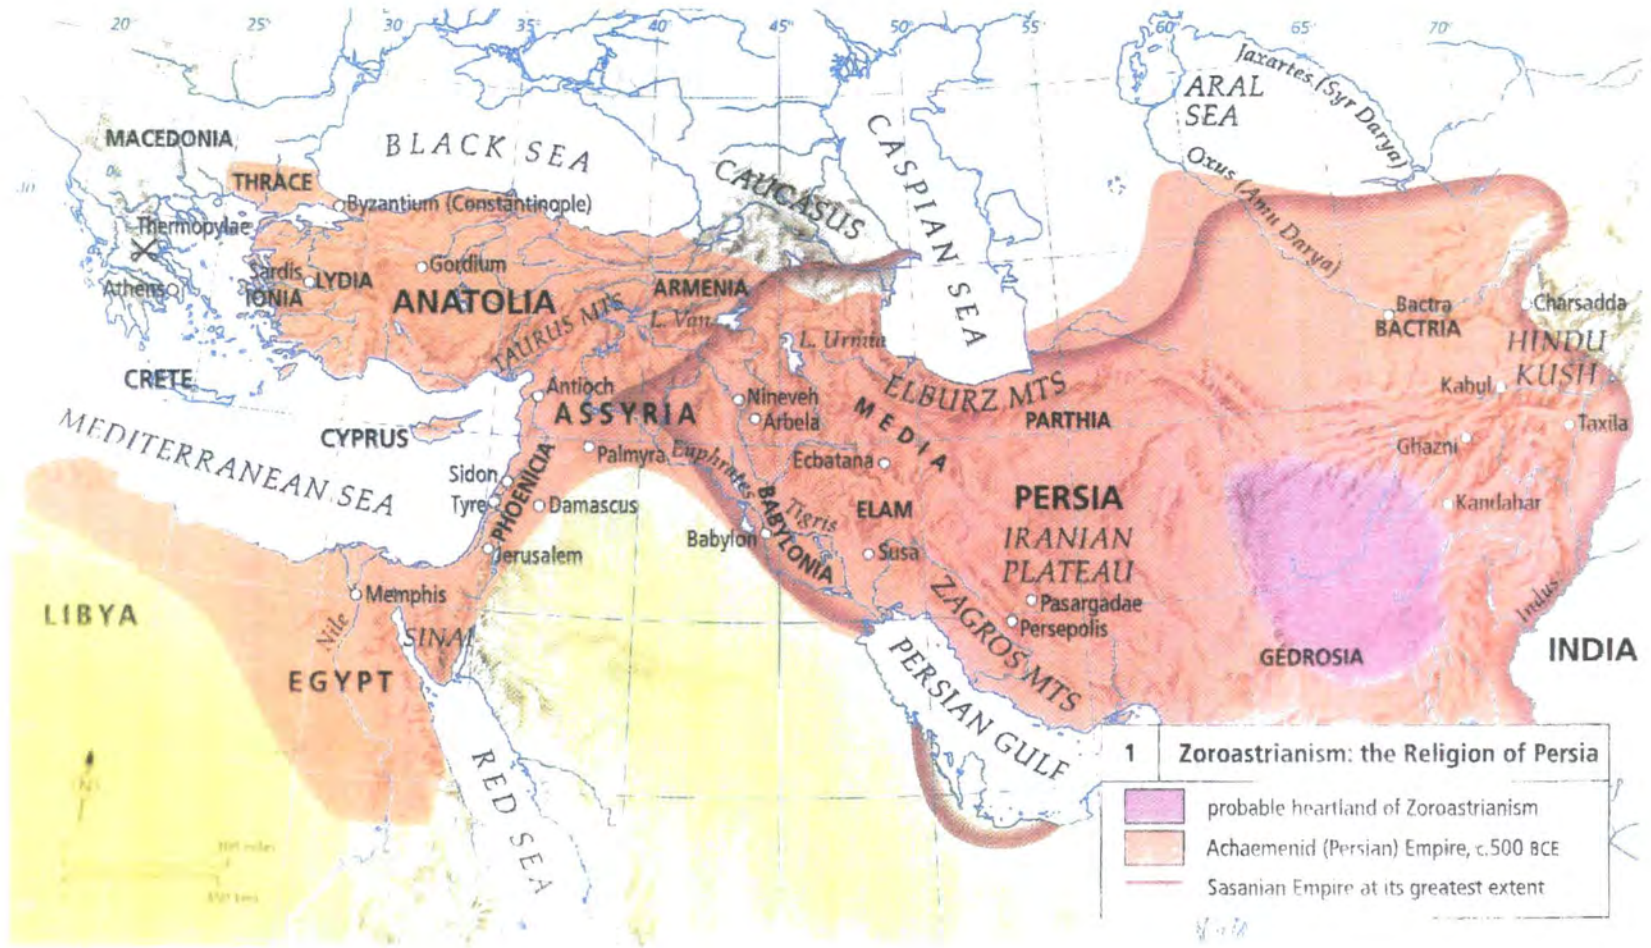 20°
25°
30°
35°
40°
45°
50°
55°
60°
65°
70°
Jaxartes (Syr Darya)
ARAL
SEA
MACEDONIA
BLACK SEA
CASPIAN SEA
CAUCASUS
Oxus (Amu Darya)
THRACE
Byzantium (Constantinople)
Thermopylae
Sardis
LYDIA
Gordium
Athens
IONIA
ANATOLIA
ARMENIA
TAURUS MTS
L. Van
L. Urmia
Bactra
BACTRIA
Charsadda
HINDU
KUSH
CRETE
Antioch
ASSYRIA
Nineveh
Arbela
MEDIA
ELBURZ MTS
PARTHIA
Kabul
Taxila
MEDITERRANEAN SEA
CYPRUS
Palmyra
Euphrates
Ecbatana
Ghazni
Sidon
Tyre
PHOENICIA
Damascus
BABYLONIA
Tigris
ELAM
PERSIA
Kandahar
Jerusalem
Babylon
Susa
IRANIAN
PLATEAU
Memphis
ZAGROS MTS
Pasargadae
Persepolis
Indus
LIBYA
Nile
SINAI
EGYPT
PERSIAN GULF
GEDROSIA
INDIA
RED SEA
N
1 Zoroastrianism: the Religion of Persia
probable heartland of Zoroastrianism
Achaemenid (Persian) Empire, c.500 BCE
Sasanian Empire at its greatest extent